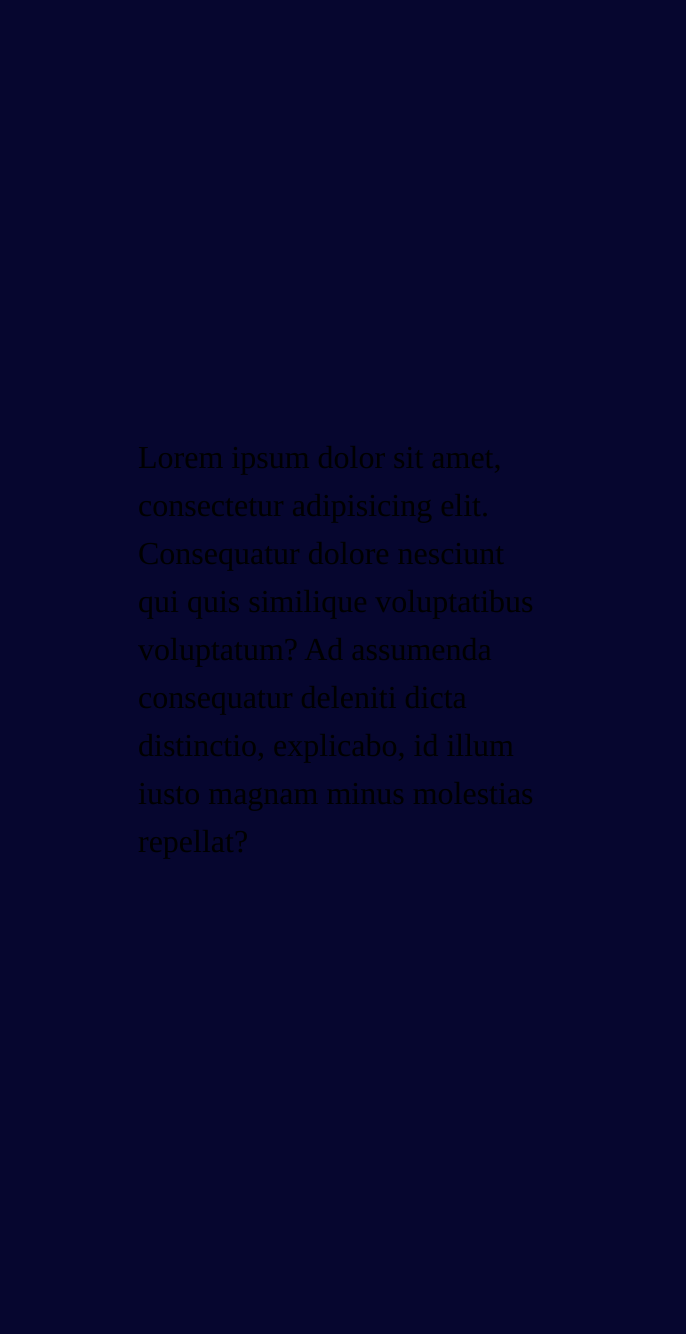 Lorem ipsum dolor sit amet,
consectetur adipisicing elit.
Consequatur dolore nesciunt
qui quis similique voluptatibus
voluptatum? Ad assumenda
consequatur deleniti dicta
distinctio, explicabo, id illum
iusto magnam minus molestias
repellat?